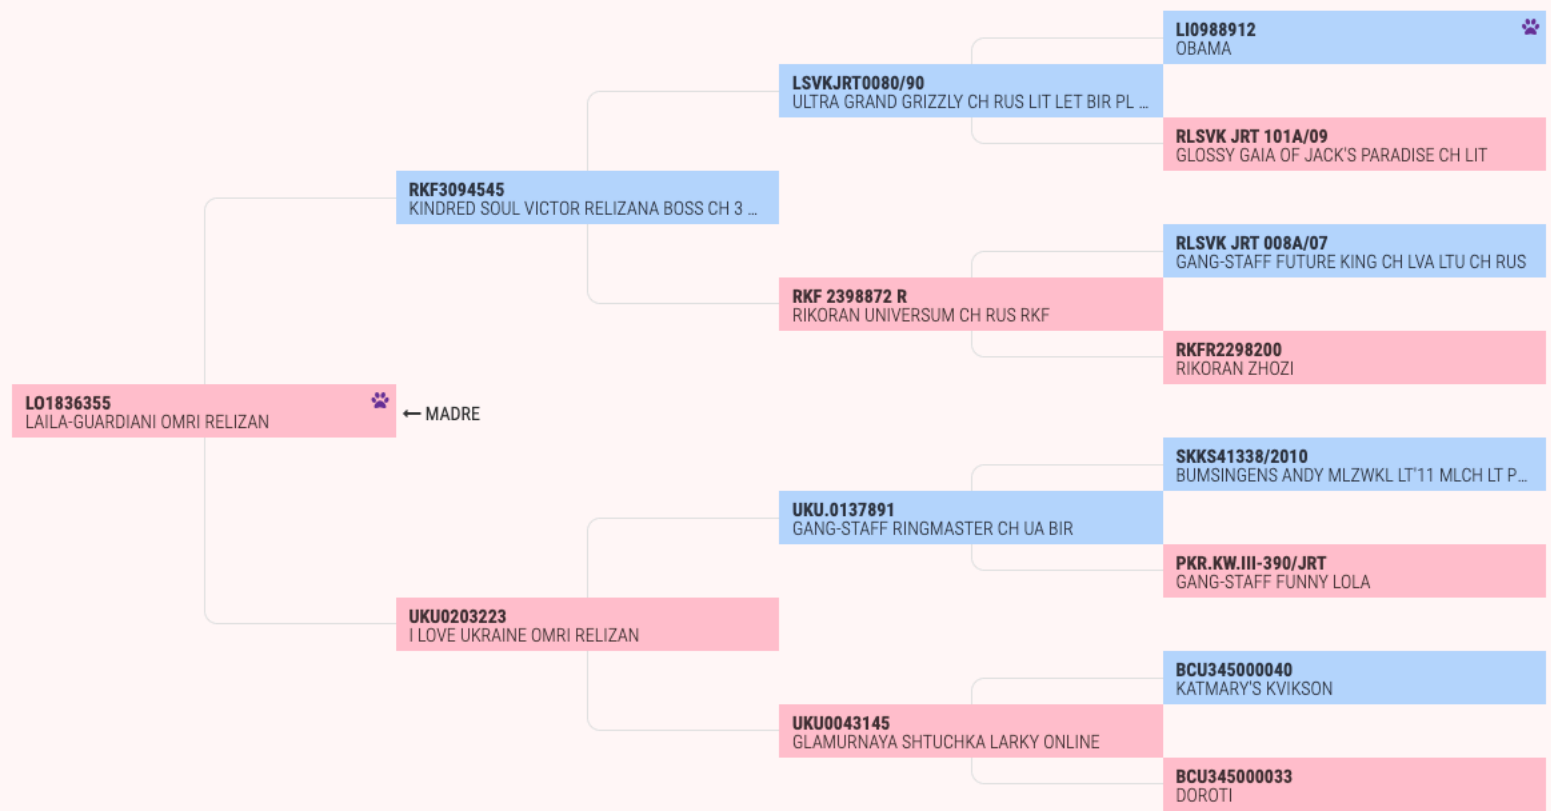 LI0988912
OBAMA
LSVKJRT0080/90
ULTRA GRAND GRIZZLY CH RUS LIT LET BIR PL ...
RLSVK JRT 101A/09
GLOSSY GAIA OF JACK'S PARADISE CH LIT
RKF3094545
KINDRED SOUL VICTOR RELIZANA BOSS CH 3 ...
RLSVK JRT 008A/07
GANG-STAFF FUTURE KING CH LVA LTU CH RUS
RKF 2398872 R
RIKORAN UNIVERSUM CH RUS RKF
RKFR2298200
RIKORAN ZHOZI
LO1836355
LAILA-GUARDIANI OMRI RELIZAN
← MADRE
SKKS41338/2010
BUMSINGENS ANDY MLZWKL LT'11 MLCH LT P...
UKU.0137891
GANG-STAFF RINGMASTER CH UA BIR
PKR.KW.III-390/JRT
GANG-STAFF FUNNY LOLA
UKU0203223
I LOVE UKRAINE OMRI RELIZAN
BCU345000040
KATMARY'S KVIKSON
UKU0043145
GLAMURNAYA SHTUCHKA LARKY ONLINE
BCU345000033
DOROTI